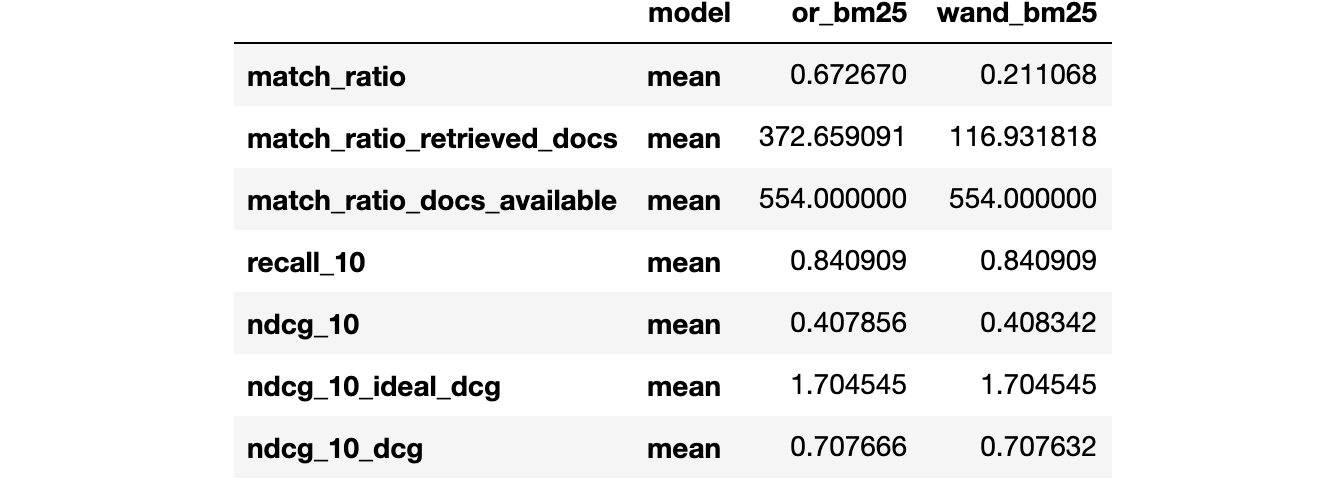 model or_bm25 wand_bm25
match_ratio mean 0.672670 0.211068
match_ratio_retrieved_docs mean 372.659091 116.931818
match_ratio_docs_available mean 554.000000 554.000000
recall_10 mean 0.840909 0.840909
ndcg_10 mean 0.407856 0.408342
ndcg_10_ideal_dcg mean 1.704545 1.704545
ndcg_10_dcg mean 0.707666 0.707632